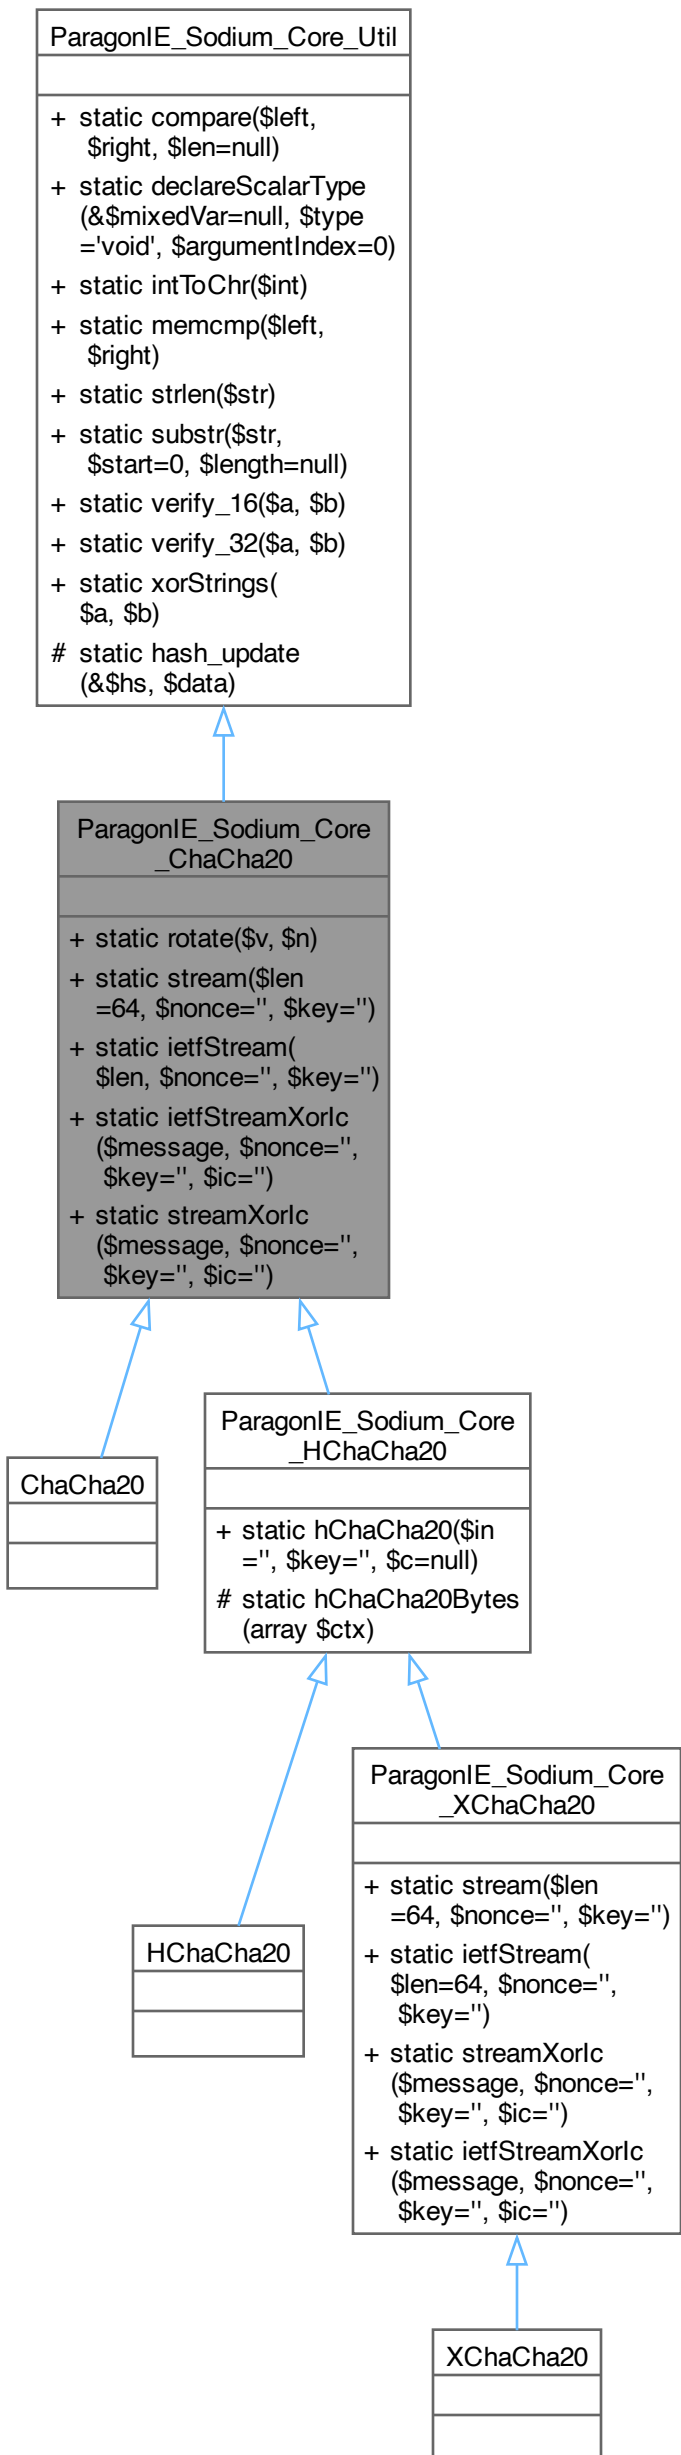 ParagonIE_Sodium_Core_Util
+ static compare($left,
$right, $len=null)
+ static declareScalarType
(&$mixedVar=null, $type
='void', $argumentIndex=0)
+ static intToChr($int)
+ static memcmp($left,
$right)
+ static strlen($str)
+ static substr($str,
$start=0, $length=null)
+ static verify_16($a, $b)
+ static verify_32($a, $b)
+ static xorStrings(
$a, $b)
# static hash_update
(&$hs, $data)
ParagonIE_Sodium_Core
_ChaCha20
+ static rotate($v, $n)
+ static stream($len
=64, $nonce='', $key='')
+ static ietfStream(
$len, $nonce='', $key='')
+ static ietfStreamXorIc
($message, $nonce='',
$key='', $ic='')
+ static streamXorIc
($message, $nonce='',
$key='', $ic='')
ChaCha20
ParagonIE_Sodium_Core
_HChaCha20
+ static hChaCha20($in
='', $key='', $c=null)
# static hChaCha20Bytes
(array $ctx)
HChaCha20
ParagonIE_Sodium_Core
_XChaCha20
+ static stream($len
=64, $nonce='', $key='')
+ static ietfStream(
$len=64, $nonce='',
$key='')
+ static streamXorIc
($message, $nonce='',
$key='', $ic='')
+ static ietfStreamXorIc
($message, $nonce='',
$key='', $ic='')
XChaCha20